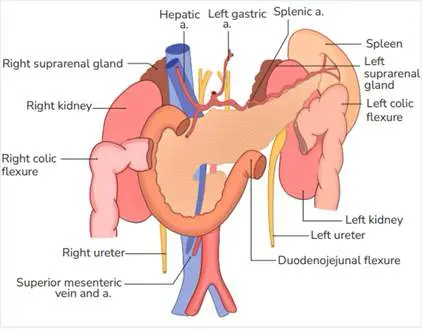 Hepatic
a.
Left gastric
a.
Splenic a.
Spleen
Right suprarenal gland
Left
suprarenal
gland
Right kidney
Left colic
flexure
Right colic
flexure
Left kidney
Left ureter
Right ureter
Duodenojejunal flexure
Superior mesenteric
vein and a.